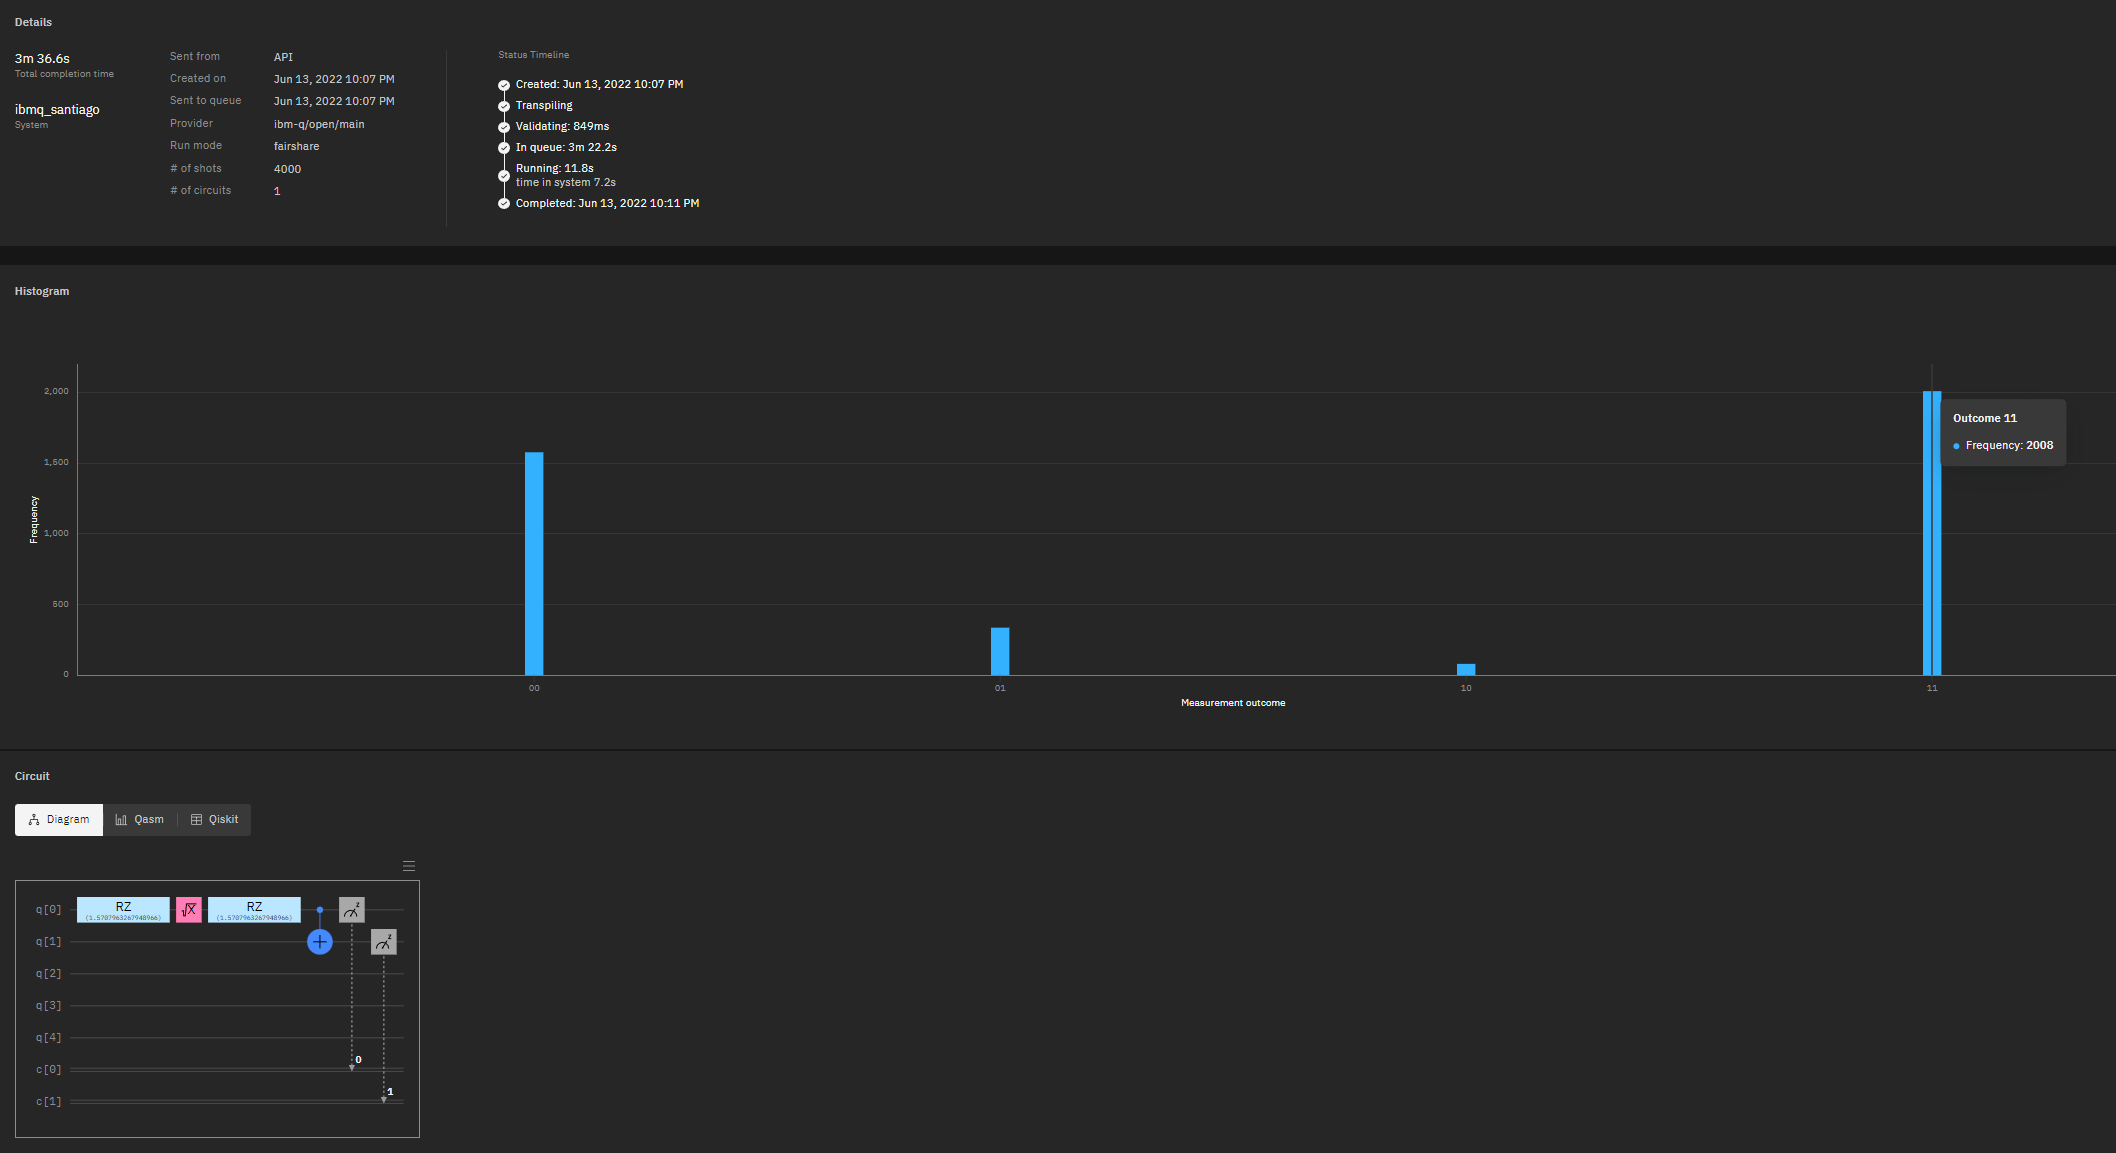 Details
3m 36.6s
Total completion time
ibmq_santiago
System
Sent from API
Created on Jun 13, 2022 10:07 PM
Sent to queue Jun 13, 2022 10:07 PM
Provider ibm-q/open/main
Run mode fairshare
# of shots 4000
# of circuits 1
Status Timeline
Created: Jun 13, 2022 10:07 PM
Transpiling
Validating: 849ms
In queue: 3m 22.2s
Running: 11.8s
time in system 7.2s
Completed: Jun 13, 2022 10:11 PM
Histogram
Frequency
2,000
1,500
1,000
500
0
00 01 10 11
Measurement outcome
Outcome 11
Frequency: 2008
Circuit
Diagram Qasm Qiskit
q[0] RZ √X RZ z
(1.5707963267948966) (1.5707963267948966)
q[1] + z
q[2]
q[3]
q[4]
0
c[0]
1
c[1]